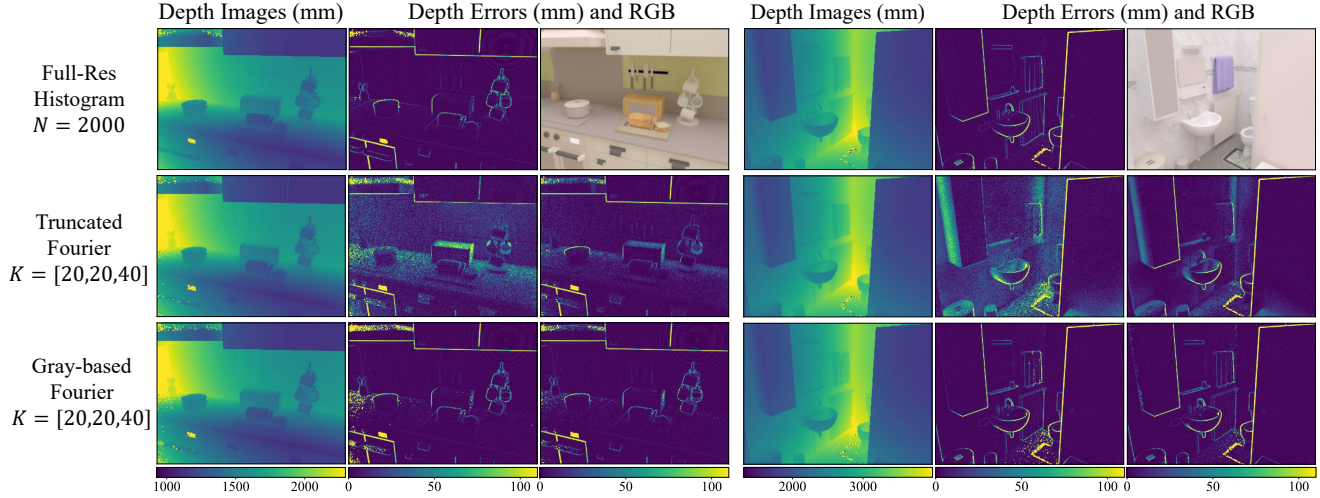 Depth Images (mm) Depth Errors (mm) and RGB Depth Images (mm) Depth Errors (mm) and RGB
Full-Res
Histogram
N = 2000
Truncated
Fourier
K = [20,20,40]
Gray-based
Fourier
K = [20,20,40]
1000 1500 2000 0 50 100 0 50 100 2000 3000 0 50 100 0 50 100